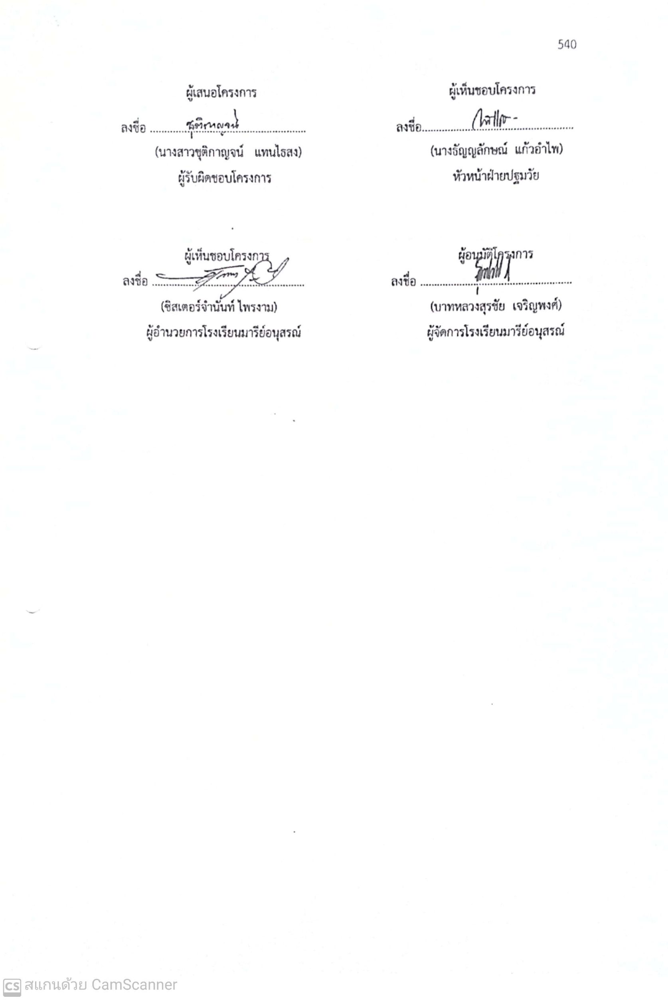 540
ผู้เสนอโครงการ
ลงชื่อ ........ชุติกาญจน์........
(นางสาวชุติกาญจน์ แทนไธสง)
ผู้รับผิดชอบโครงการ
ผู้เห็นชอบโครงการ
ลงชื่อ................
(นางธัญญลักษณ์ แก้วอำไพ)
หัวหน้าฝ่ายปฐมวัย
ผู้เห็นชอบโครงการ
ลงชื่อ ................
(ซิสเตอร์จำนันท์ ไพรงาม)
ผู้อำนวยการโรงเรียนมารีย์อนุสรณ์
ผู้อนุมัติโครงการ
ลงชื่อ ................
(บาทหลวงสุรชัย เจริญพงศ์)
ผู้จัดการโรงเรียนมารีย์อนุสรณ์
CS สแกนด้วย CamScanner